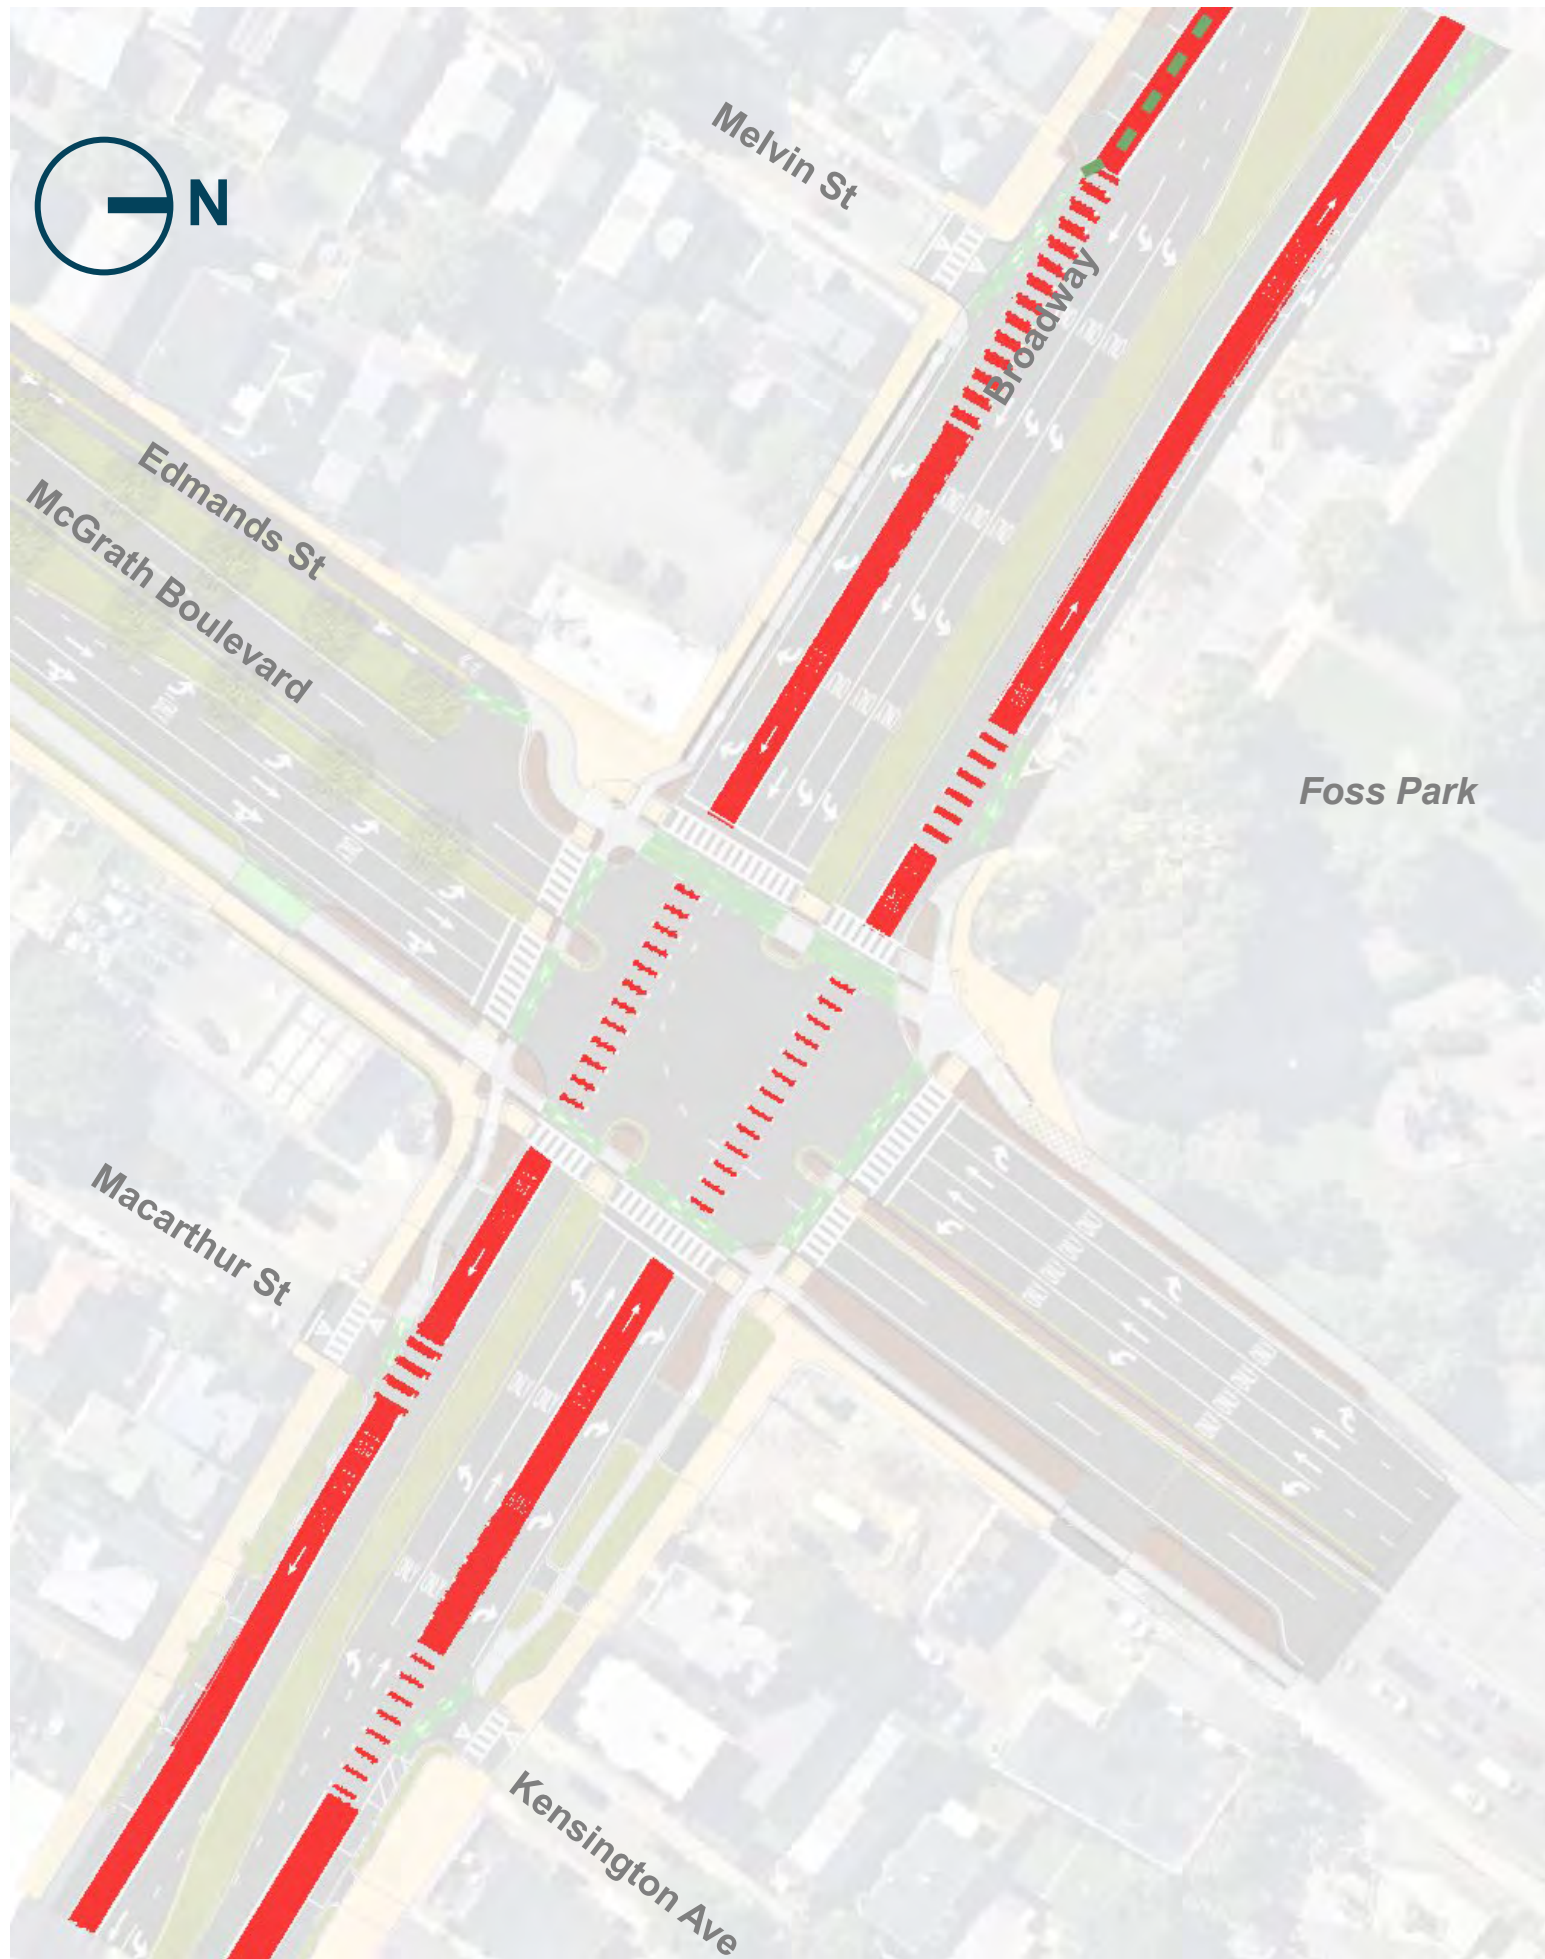 Melvin St
N
Broadway
Edmands St
McGrath Boulevard
Foss Park
Macarthur St
Kensington Ave